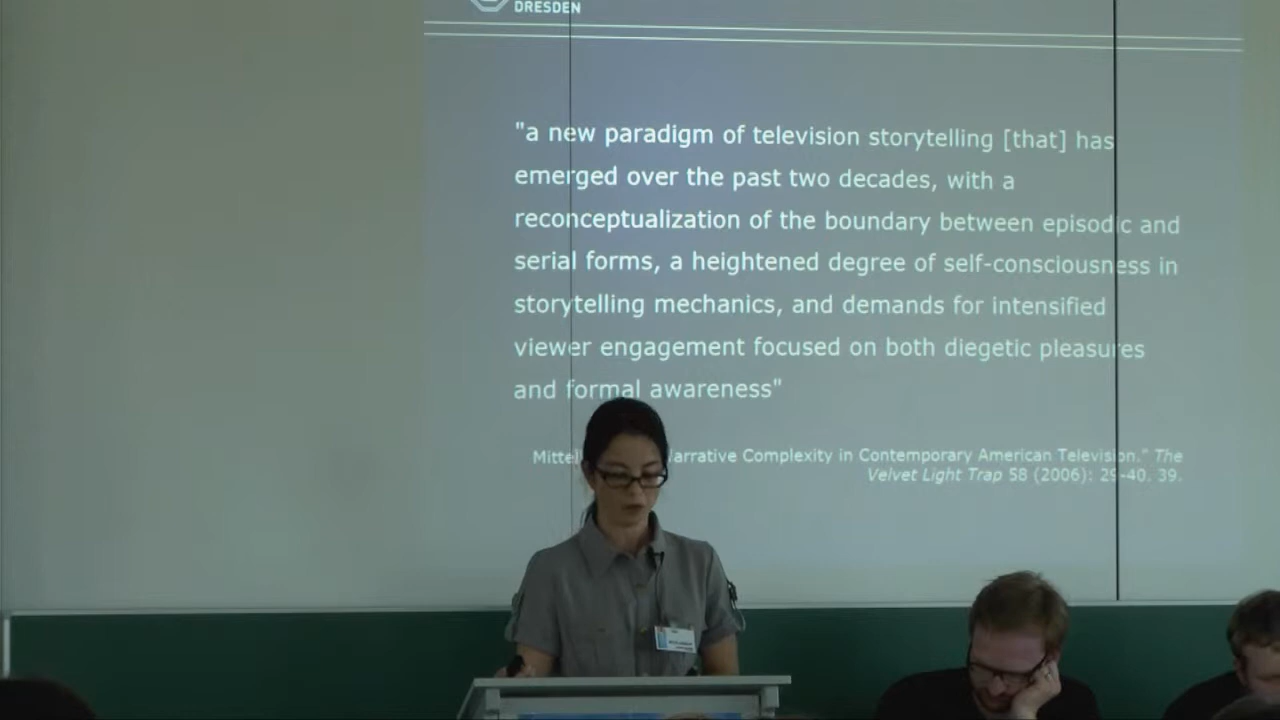 DRESDEN
"a new paradigm of television storytelling [that] has
emerged over the past two decades, with a
reconceptualization of the boundary between episodic and
serial forms, a heightened degree of self-consciousness in
storytelling mechanics, and demands for intensified
viewer engagement focused on both diegetic pleasures
and formal awareness"
Narrative Complexity in Contemporary American Television." The
Velvet Light Trap 58 (2006): 29-40. 39.